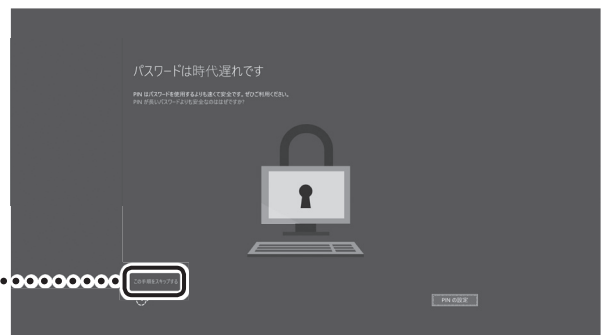 パスワードは時代遅れです
PIN はパスワードを使用するよりも速くて安全です。ぜひご利用ください。
PIN が長いパスワードよりも安全なのはなぜですか?
この手順をスキップする
PIN の設定